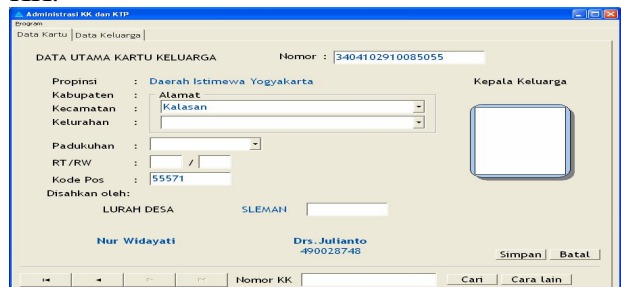 KK.
Administrasi KK dan KTP
Program
Data Kartu Data Keluarga
DATA UTAMA KARTU KELUARGA Nomor : 3404102910085055
Propinsi : Daerah Istimewa Yogyakarta Kepala Keluarga
Kabupaten : Alamat
Kecamatan : Kalasan
Kelurahan :
Padukuhan :
RT/RW : /
Kode Pos : 55571
Disahkan oleh:
LURAH DESA SLEMAN
Nur Widayati Drs.Julianto
490028748
Simpan Batal
Nomor KK Cari Cara lain